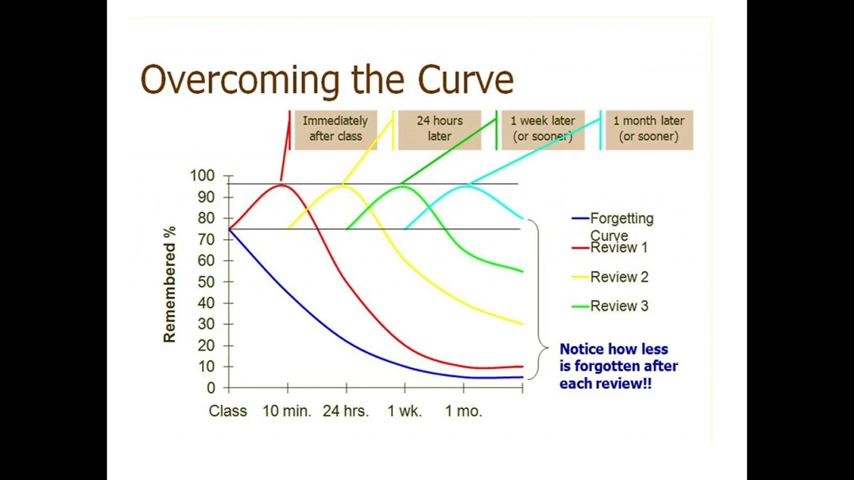 Overcoming the Curve
Immediately
after class
24 hours
later
1 week later
(or sooner)
1 month later
(or sooner)
Remembered %
100
90
80
70
60
50
40
30
20
10
0
Class
10 min.
24 hrs.
1 wk.
1 mo.
Forgetting
Curve
Review 1
Review 2
Review 3
Notice how less
is forgotten after
each review!!